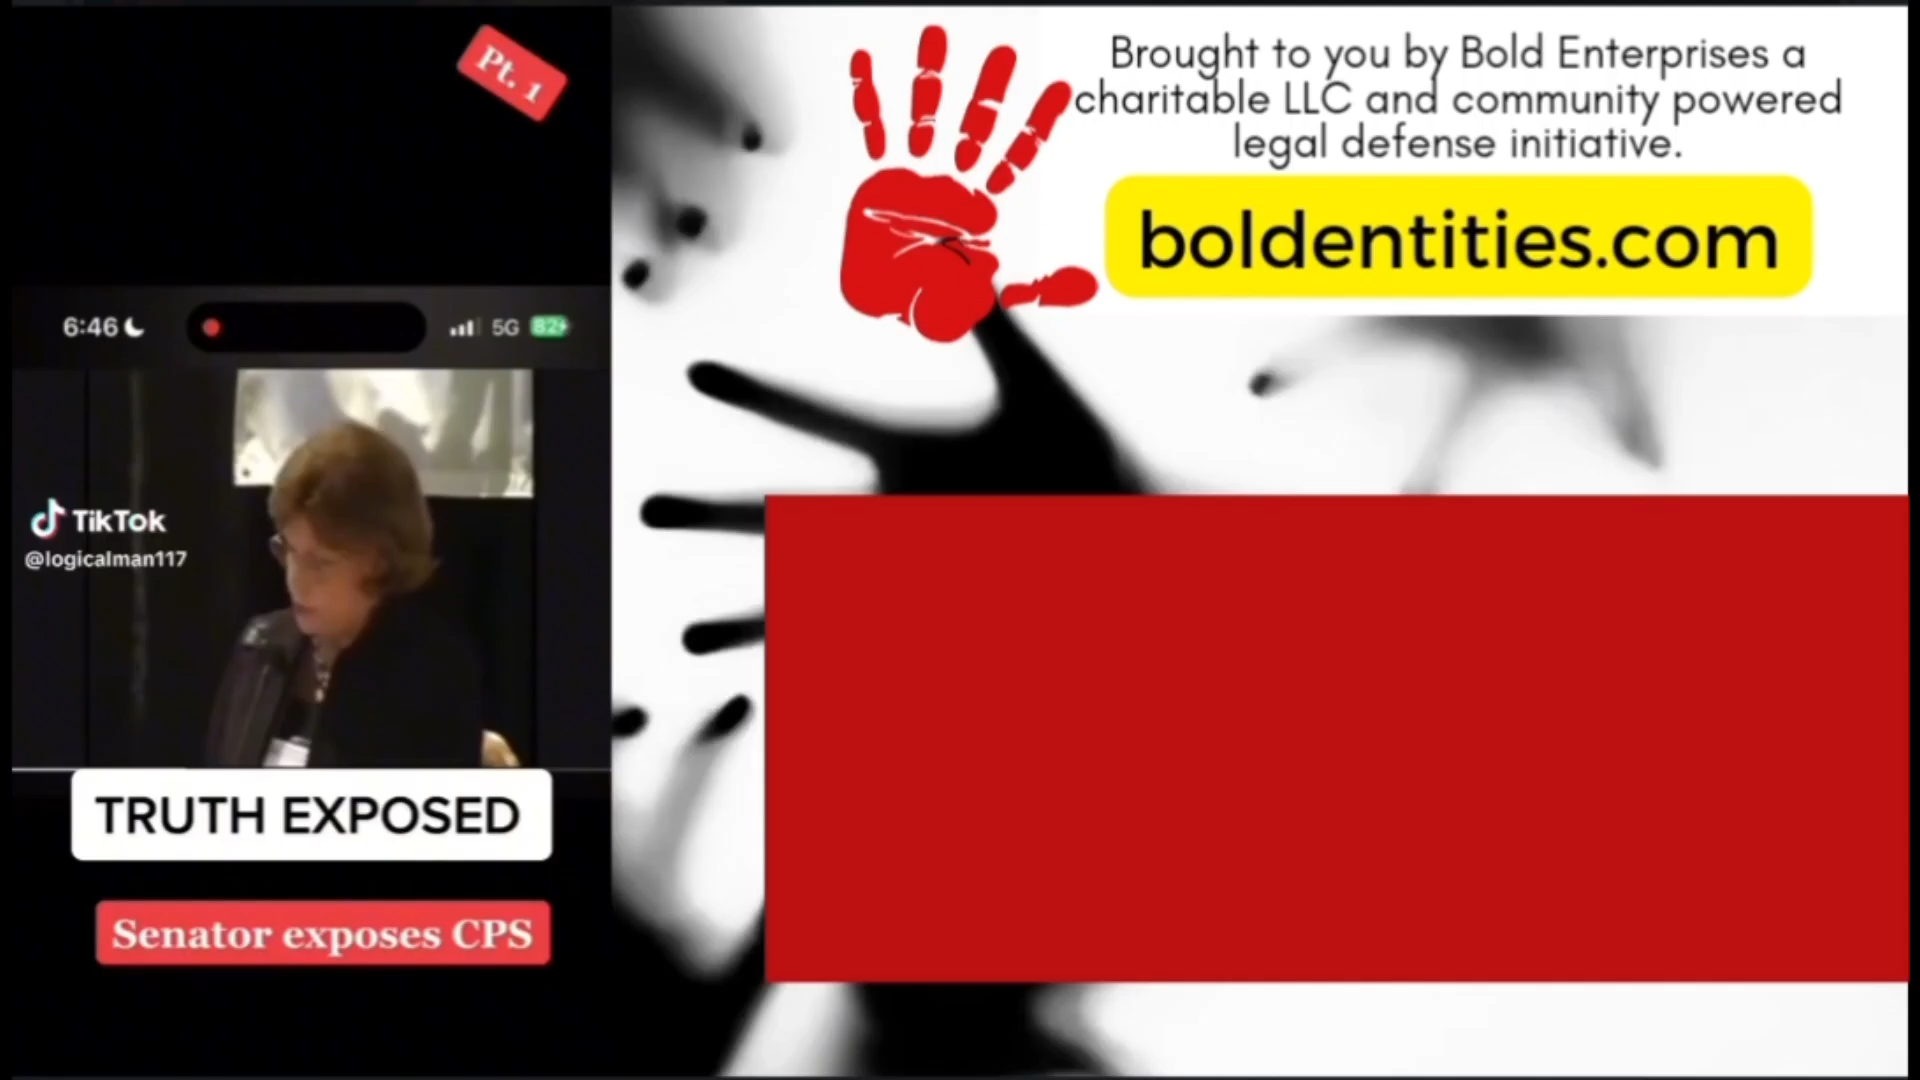 Pt. 1
6:46
5G
82
TikTok
@logicalman117
TRUTH EXPOSED
Senator exposes CPS
Brought to you by Bold Enterprises a
charitable LLC and community powered
legal defense initiative.
boldentities.com